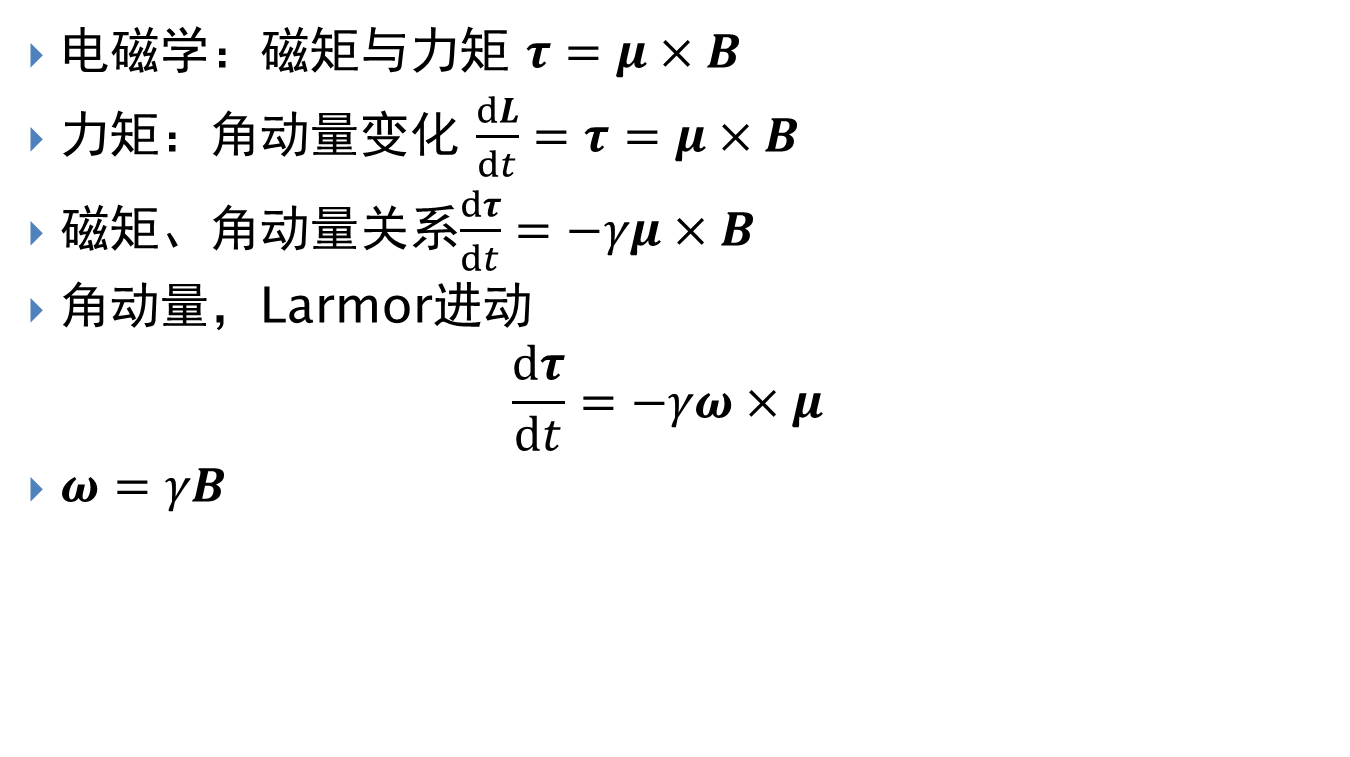 电磁学：磁矩与力矩 𝝉 = 𝝁 × 𝑩
力矩：角动量变化 d𝑳/d𝑡 = 𝝉 = 𝝁 × 𝑩
磁矩、角动量关系 d𝝉/d𝑡 = −𝛾𝝁 × 𝑩
角动量，Larmor进动
d𝝉/d𝑡 = −𝛾𝝎 × 𝝁
𝝎 = 𝛾𝑩